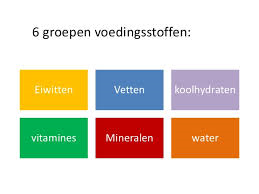 6 groepen voedingsstoffen:
Eiwitten Vetten koolhydraten
vitamines Mineralen water